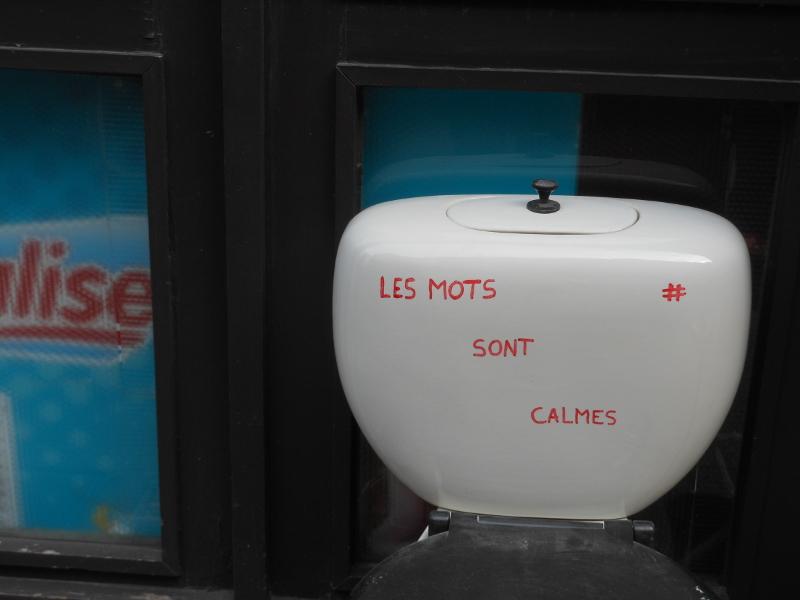 LES MOTS #
SONT
CALMES
alise